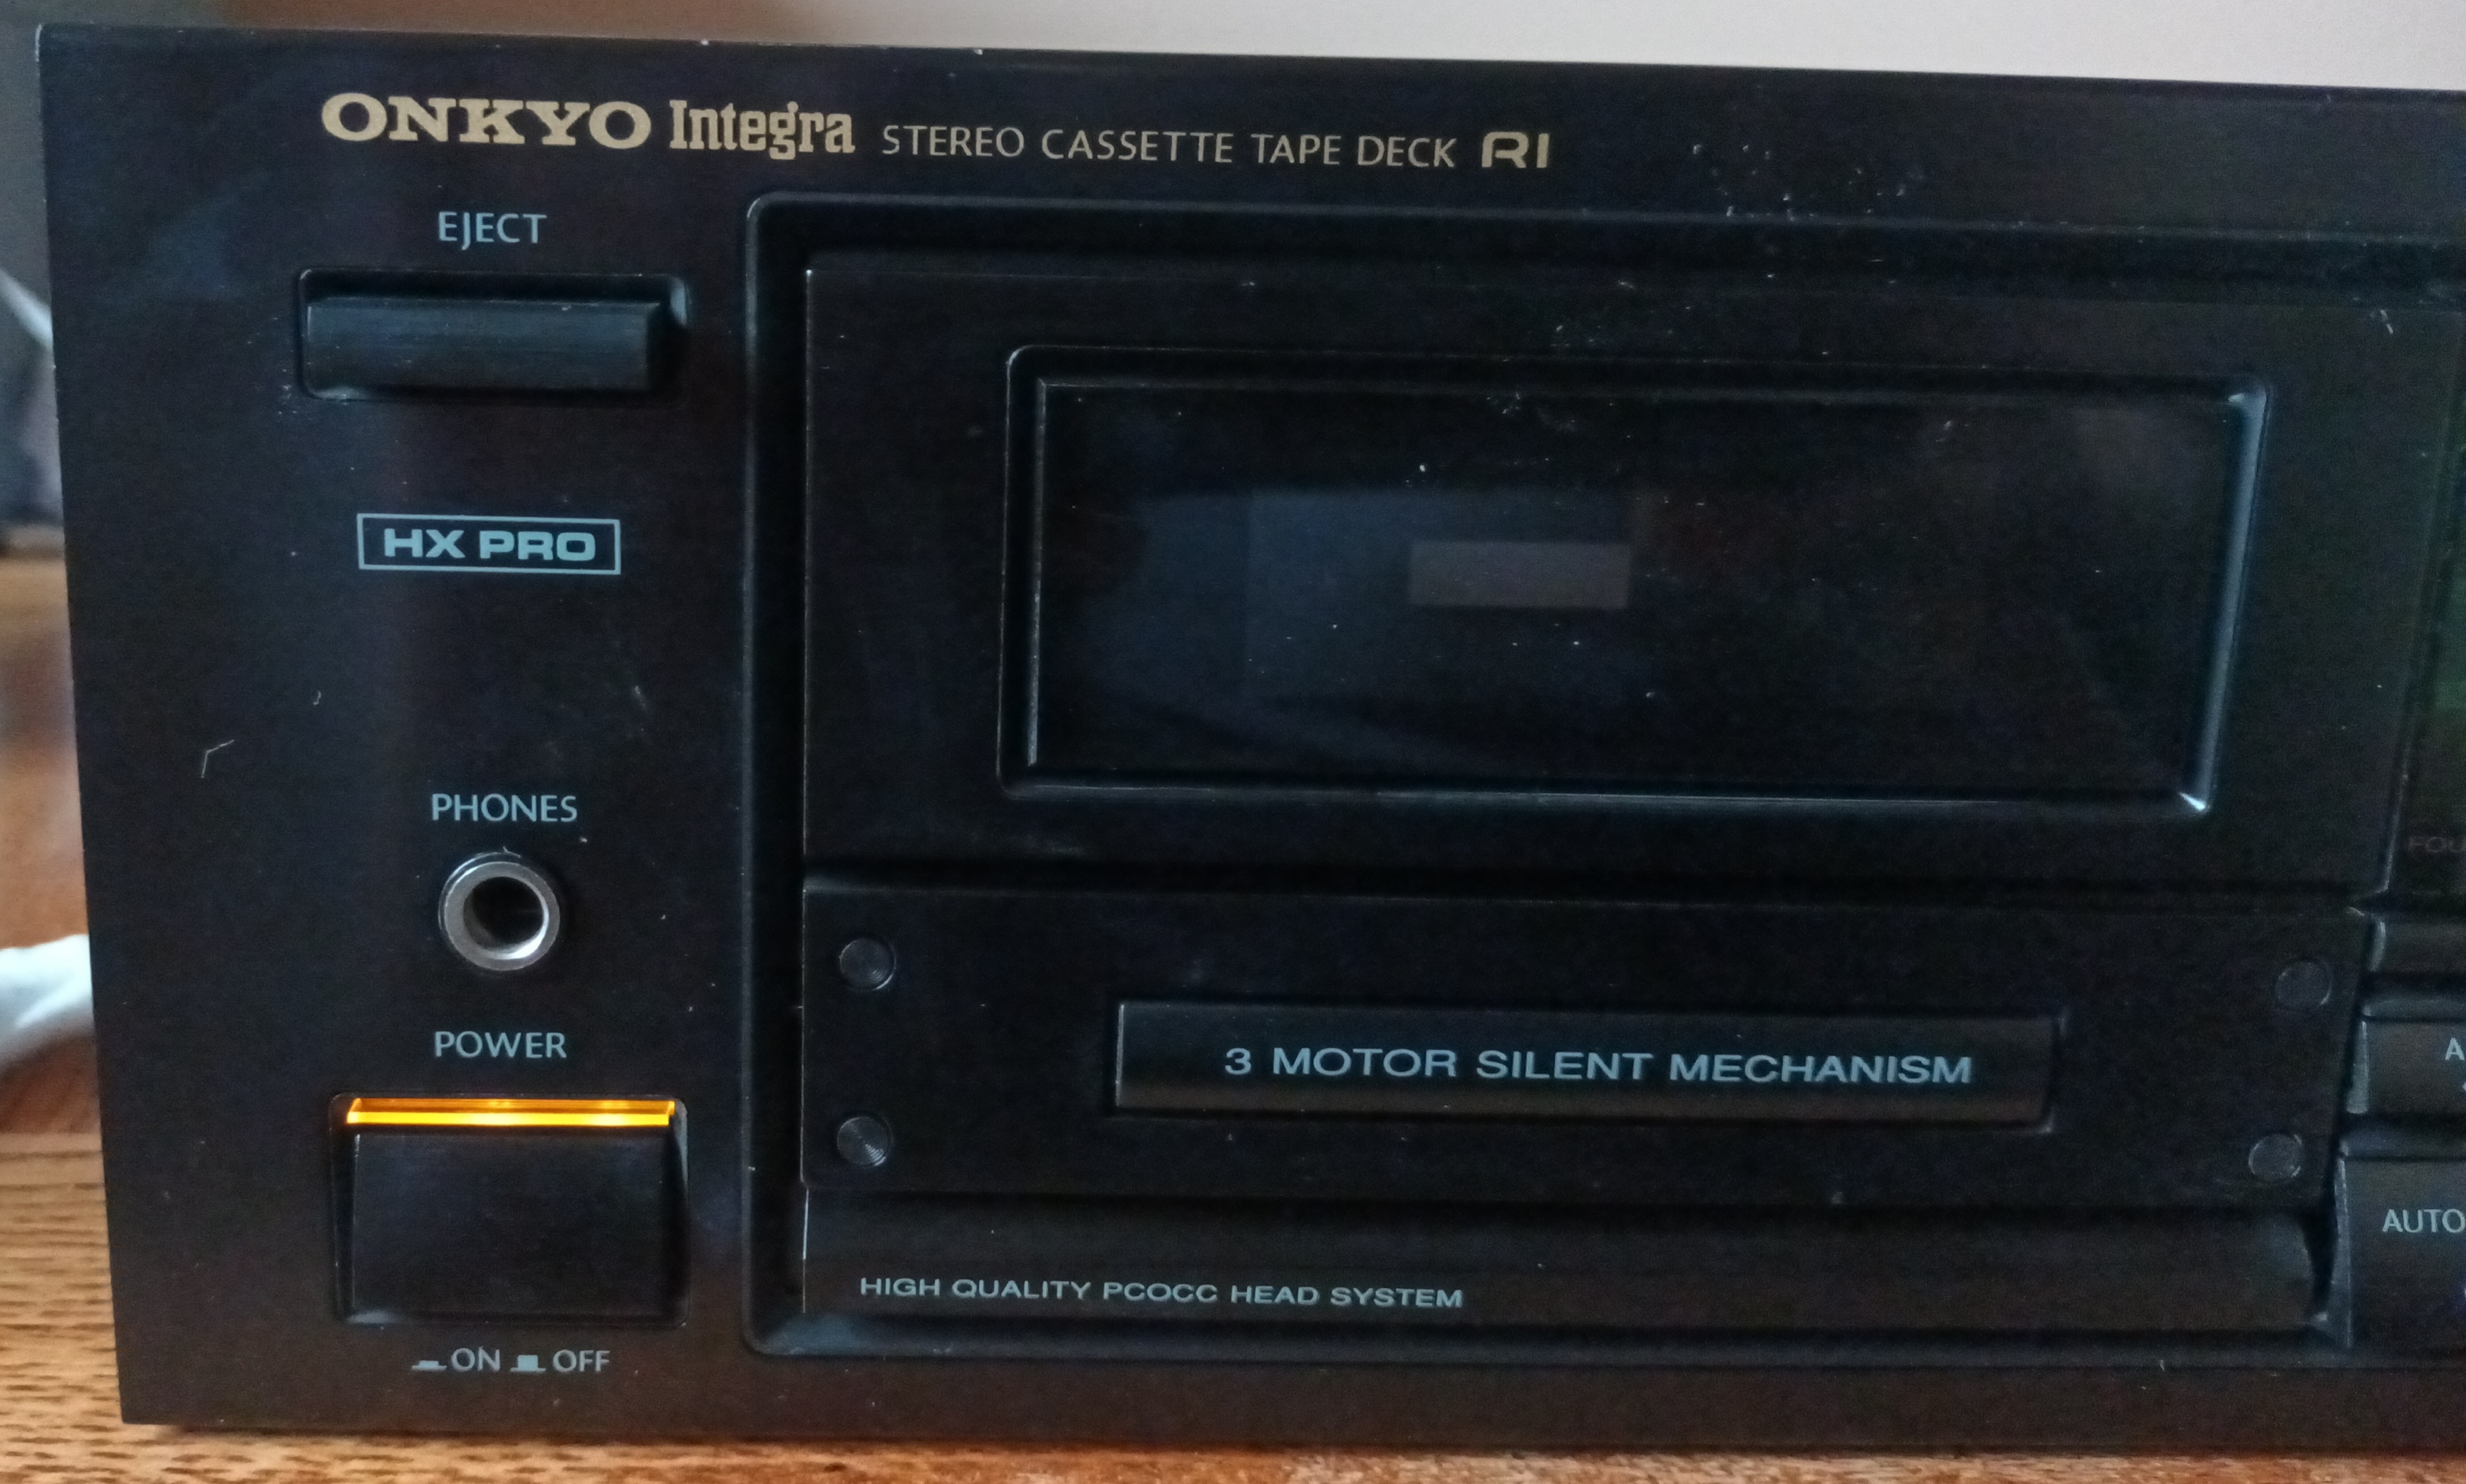 ONKYO Integra STEREO CASSETTE TAPE DECK RI
EJECT
HX PRO
PHONES
POWER
ON OFF
3 MOTOR SILENT MECHANISM
HIGH QUALITY PCOCC HEAD SYSTEM
AUTO